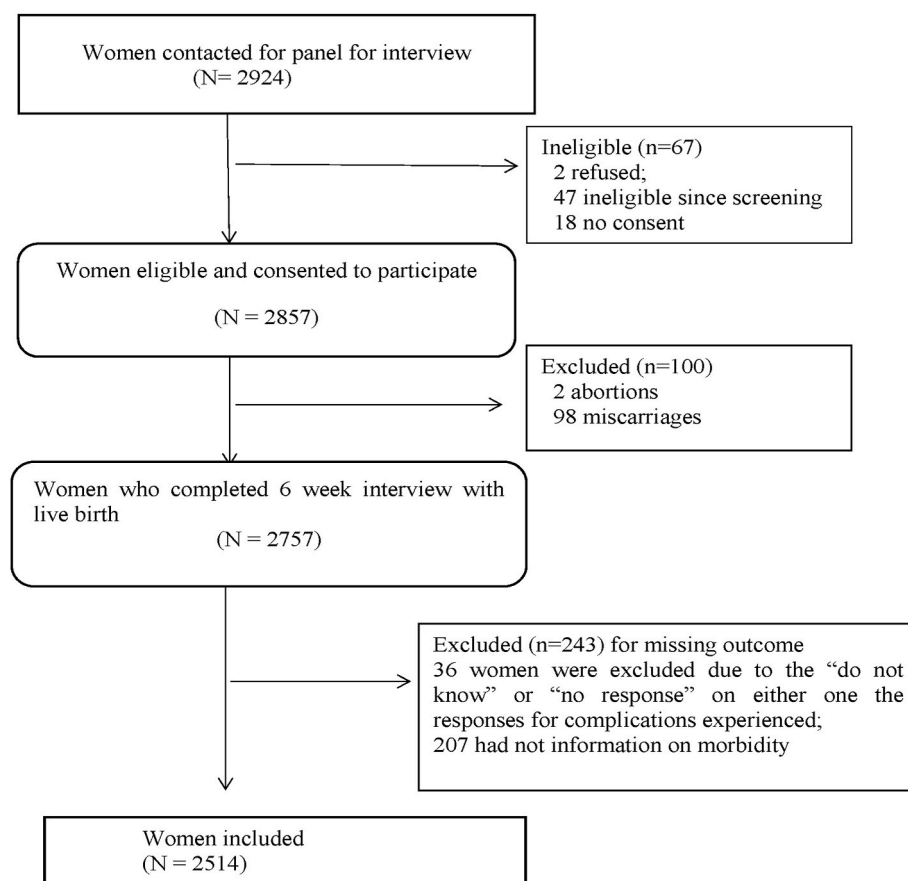 Women contacted for panel for interview
(N= 2924)
Ineligible (n=67)
2 refused;
47 ineligible since screening
18 no consent
Women eligible and consented to participate
(N = 2857)
Excluded (n=100)
2 abortions
98 miscarriages
Women who completed 6 week interview with
live birth
(N = 2757)
Excluded (n=243) for missing outcome
36 women were excluded due to the “do not
know” or “no response” on either one the
responses for complications experienced;
207 had not information on morbidity
Women included
(N = 2514)